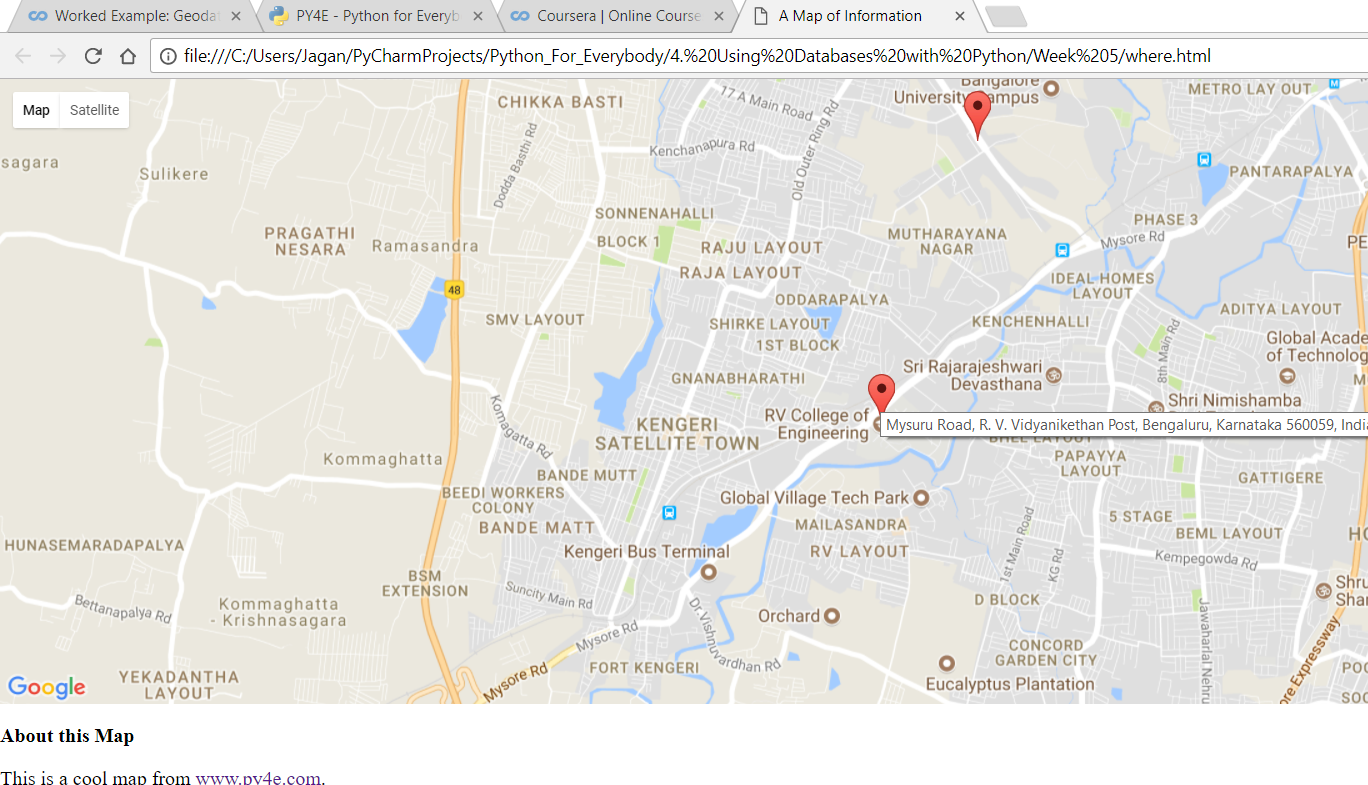 Worked Example: Geodat
PY4E - Python for Everyb
Coursera | Online Course
A Map of Information
file:///C:/Users/Jagan/PyCharmProjects/Python_For_Everybody/4.%20Using%20Databases%20with%20Python/Week%205/where.html
Map
Satellite
CHIKKA BASTI
17 A Main Road
Bangalore
University Campus
METRO LAY OUT
M
sagara
Sulikere
Dodda Basthi Rd
Kenchanapura Rd
Old Outer Ring Rd
PANTARAPALYA
PRAGATHI
NESARA
Ramasandra
SONNENAHALLI
BLOCK 1
RAJU LAYOUT
RAJA LAYOUT
MUTHARAYANA
NAGAR
PHASE 3
Mysore Rd
PE
48
IDEAL HOMES
LAYOUT
ODDARAPALYA
SMV LAYOUT
SHIRKE LAYOUT
1ST BLOCK
KENCHENHALLI
ADITYA LAYOUT
8th Main Rd
Global Acade
of Technolog
GNANABHARATHI
Sri Rajarajeshwari
Devasthana
M
Shri Nimishamba
Komagatta Rd
KENGERI
SATELLITE TOWN
RV College of
Engineering
Mysuru Road, R. V. Vidyanikethan Post, Bengaluru, Karnataka 560059, Indi
BHEL LAYOUT
Kommaghatta
BANDE MUTT
PAPAYYA
LAYOUT
GATTIGERE
BEEDI WORKERS
COLONY
BANDE MATT
Global Village Tech Park
MAILASANDRA
5 STAGE
BEML LAYOUT
HO
HUNASEMARADAPALYA
Kengeri Bus Terminal
RV LAYOUT
1st Main Road
KG Rd
Kempegowda Rd
BSM
EXTENSION
Suncity Main Rd
D BLOCK
Shru
Shan
Bettanapalya Rd
Kommaghatta
- Krishnasagara
Mysore Rd
Dr Vishnuvardhan Rd
Orchard
Jawaharlal Nehru
ore Expressway
CONCORD
GARDEN CITY
YEKADANTHA
LAYOUT
Mysore Rd
FORT KENGERI
Eucalyptus Plantation
PO
SOC
Google
About this Map
This is a cool map from www.py4e.com.